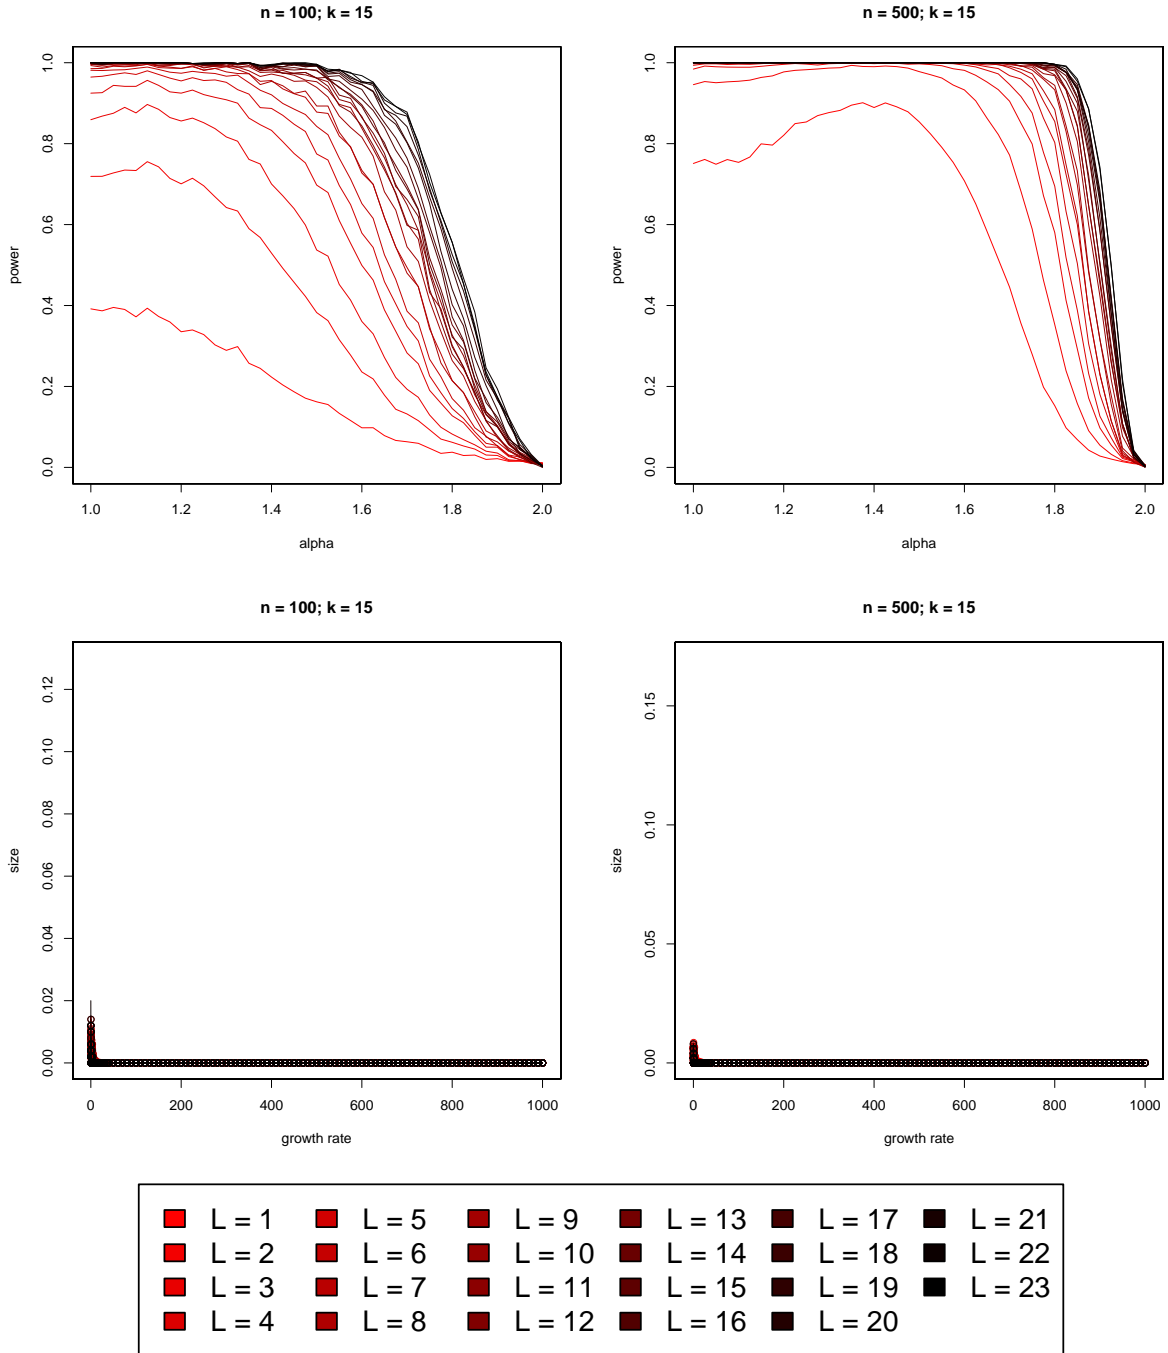 n = 100; k = 15
n = 500; k = 15
power
1.0
0.8
0.6
0.4
0.2
0.0
1.0 1.2 1.4 1.6 1.8 2.0
alpha
power
1.0
0.8
0.6
0.4
0.2
0.0
1.0 1.2 1.4 1.6 1.8 2.0
alpha
n = 100; k = 15
n = 500; k = 15
size
0.12
0.10
0.08
0.06
0.04
0.02
0.00
0 200 400 600 800 1000
growth rate
size
0.15
0.10
0.05
0.00
0 200 400 600 800 1000
growth rate
L = 1 L = 5 L = 9 L = 13 L = 17 L = 21
L = 2 L = 6 L = 10 L = 14 L = 18 L = 22
L = 3 L = 7 L = 11 L = 15 L = 19 L = 23
L = 4 L = 8 L = 12 L = 16 L = 20